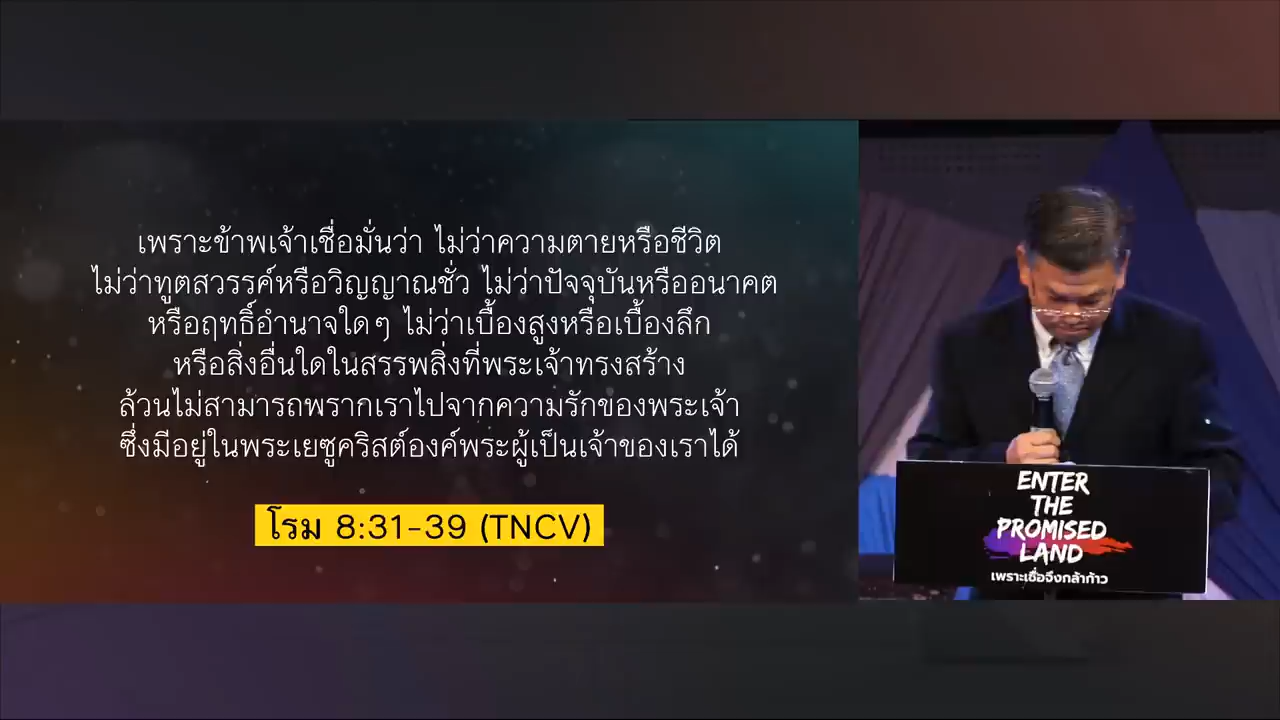 เพราะข้าพเจ้าเชื่อมั่นว่า ไม่ว่าความตายหรือชีวิต
ไม่ว่าทูตสวรรค์หรือวิญญาณชั่ว ไม่ว่าปัจจุบันหรืออนาคต
หรือฤทธิ์อำนาจใดๆ ไม่ว่าเบื้องสูงหรือเบื้องลึก
หรือสิ่งอื่นใดในสรรพสิ่งที่พระเจ้าทรงสร้าง
ล้วนไม่สามารถพรากเราไปจากความรักของพระเจ้า
ซึ่งมีอยู่ในพระเยซูคริสต์องค์พระผู้เป็นเจ้าของเราได้
โรม 8:31-39 (TNCV)
ENTER
THE
PROMISED
LAND
เพราะเชื่อจึงกล้าก้าว